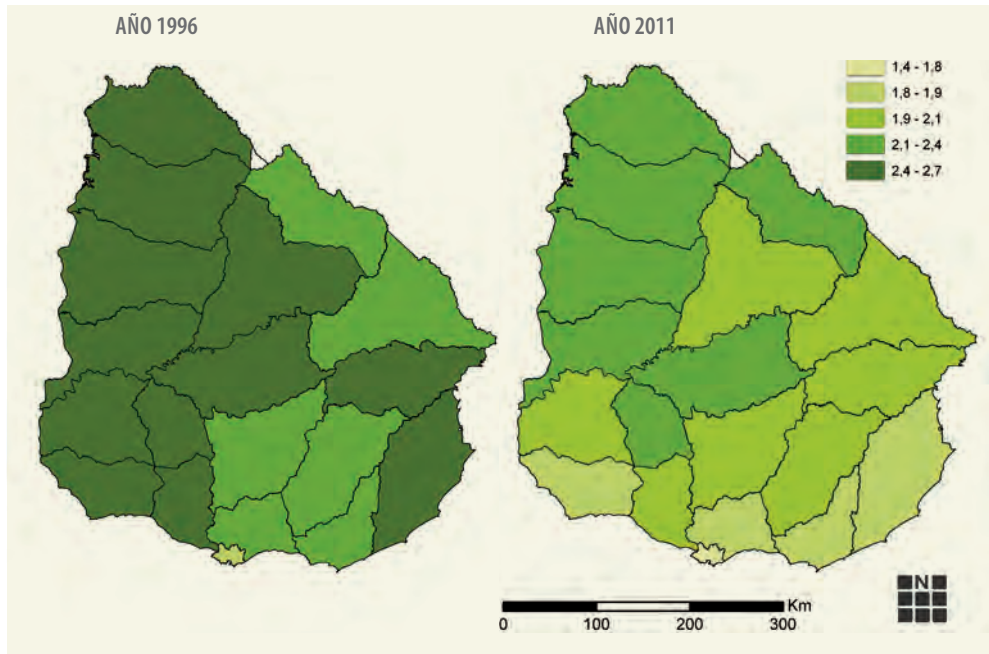 AÑO 1996
AÑO 2011
1,4 - 1,8
1,8 - 1,9
1,9 - 2,1
2,1 - 2,4
2,4 - 2,7
N
Km
0 100 200 300